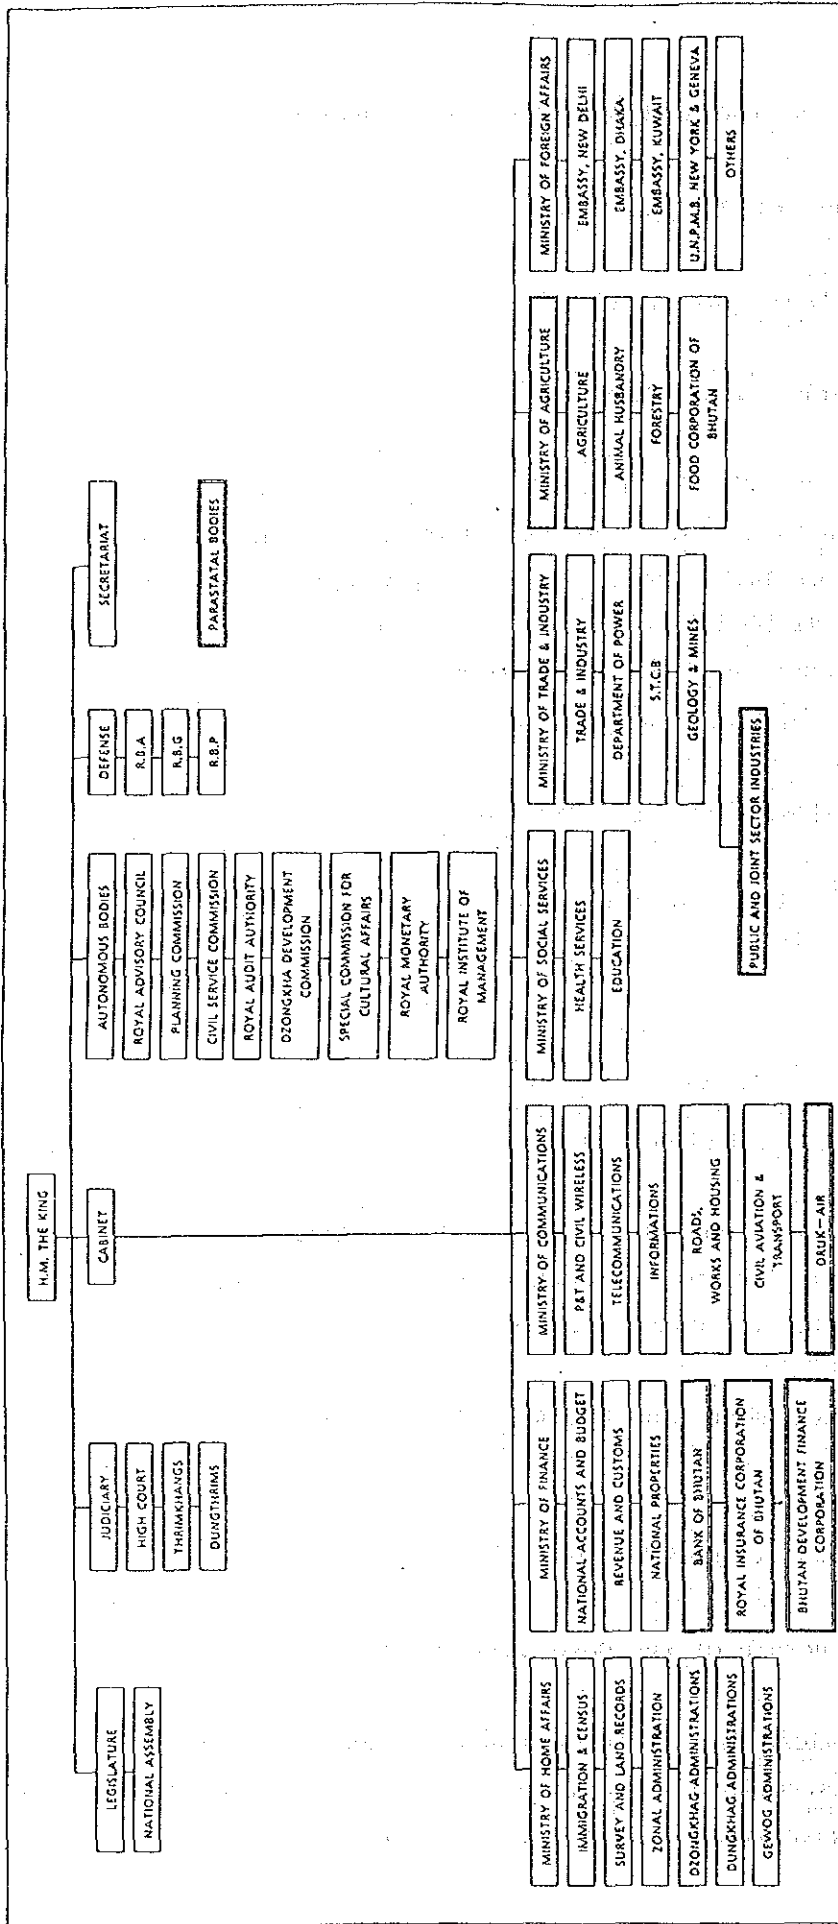 H.M. THE KING
LEGISLATURE
NATIONAL ASSEMBLY
JUDICIARY
HIGH COURT
THRIMKHANGS
DUNGTHRIMS
CABINET
AUTONOMOUS BODIES
ROYAL ADVISORY COUNCIL
PLANNING COMMISSION
CIVIL SERVICE COMMISSION
ROYAL AUDIT AUTHORITY
DZONGKHA DEVELOPMENT
COMMISSION
SPECIAL COMMISSION FOR
CULTURAL AFFAIRS
ROYAL MONETARY
AUTHORITY
ROYAL INSTITUTE OF
MANAGEMENT
DEFENSE
R.B.A
R.B.G
R.B.P
SECRETARIAT
PARASTATAL BODIES
MINISTRY OF HOME AFFAIRS
IMMIGRATION & CENSUS
SURVEY AND LAND RECORDS
ZONAL ADMINISTRATION
DZONGKHAG ADMINISTRATIONS
DUNGKHAG ADMINISTRATIONS
GEWOG ADMINISTRATIONS
MINISTRY OF FINANCE
NATIONAL ACCOUNTS AND BUDGET
REVENUE AND CUSTOMS
NATIONAL PROPERTIES
BANK OF BHUTAN
ROYAL INSURANCE CORPORATION
OF BHUTAN
BHUTAN DEVELOPMENT FINANCE
CORPORATION
MINISTRY OF COMMUNICATIONS
P&T AND CIVIL WIRELESS
TELECOMMUNICATIONS
INFORMATIONS
ROADS,
WORKS AND HOUSING
CIVIL AVIATION &
TRANSPORT
DRUK-AIR
MINISTRY OF SOCIAL SERVICES
HEALTH SERVICES
EDUCATION
MINISTRY OF TRADE & INDUSTRY
TRADE & INDUSTRY
DEPARTMENT OF POWER
S.T.C.B
GEOLOGY & MINES
PUBLIC AND JOINT SECTOR INDUSTRIES
MINISTRY OF AGRICULTURE
AGRICULTURE
ANIMAL HUSBANDRY
FORESTRY
FOOD CORPORATION OF
BHUTAN
MINISTRY OF FOREIGN AFFAIRS
EMBASSY, NEW DELHI
EMBASSY, DHAKA
EMBASSY, KUWAIT
U.N.P.M.B. NEW YORK & GENEVA
OTHERS